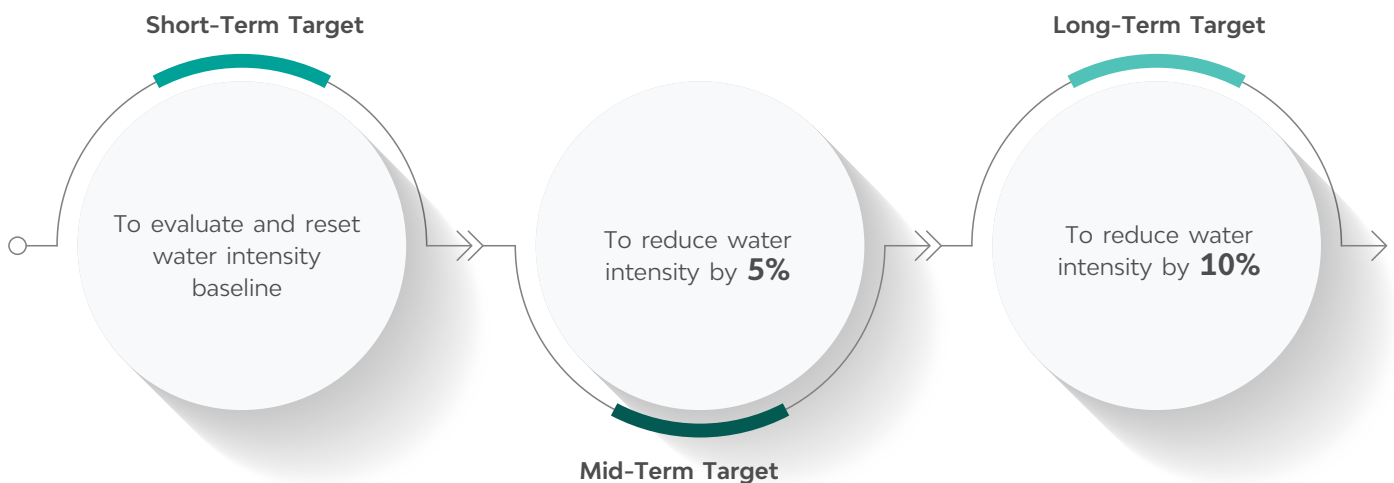 Short-Term Target
To evaluate and reset
water intensity
baseline
To reduce water
intensity by 5%
Mid-Term Target
Long-Term Target
To reduce water
intensity by 10%